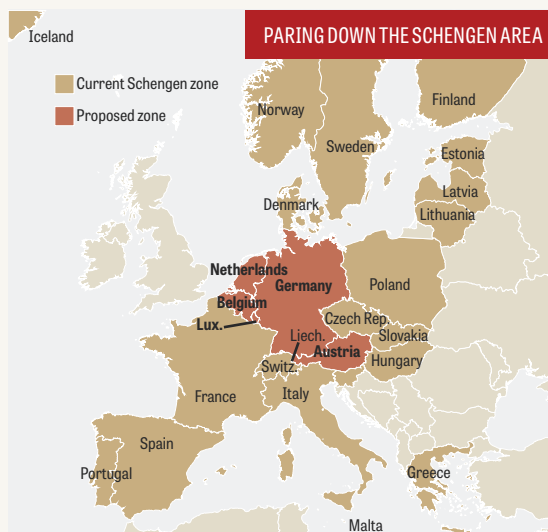 PARING DOWN THE SCHENGEN AREA
Iceland
Current Schengen zone
Proposed zone
Norway
Finland
Sweden
Estonia
Latvia
Denmark
Lithuania
Netherlands
Germany
Poland
Belgium
Lux.
Czech Rep.
Liech.
Slovakia
Austria
Switz.
Hungary
France
Italy
Spain
Portugal
Greece
Malta